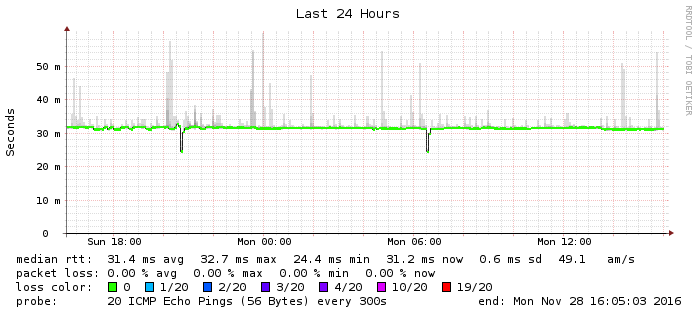 Last 24 Hours
RRDTOOL / TOBI OETIKER
Seconds
50 m
40 m
30 m
20 m
10 m
0
Sun 18:00 Mon 00:00 Mon 06:00 Mon 12:00
median rtt: 31.4 ms avg 32.7 ms max 24.4 ms min 31.2 ms now 0.6 ms sd 49.1 am/s
packet loss: 0.00 % avg 0.00 % max 0.00 % min 0.00 % now
loss color: 0 1/20 2/20 3/20 4/20 10/20 19/20
probe: 20 ICMP Echo Pings (56 Bytes) every 300s end: Mon Nov 28 16:05:03 2016